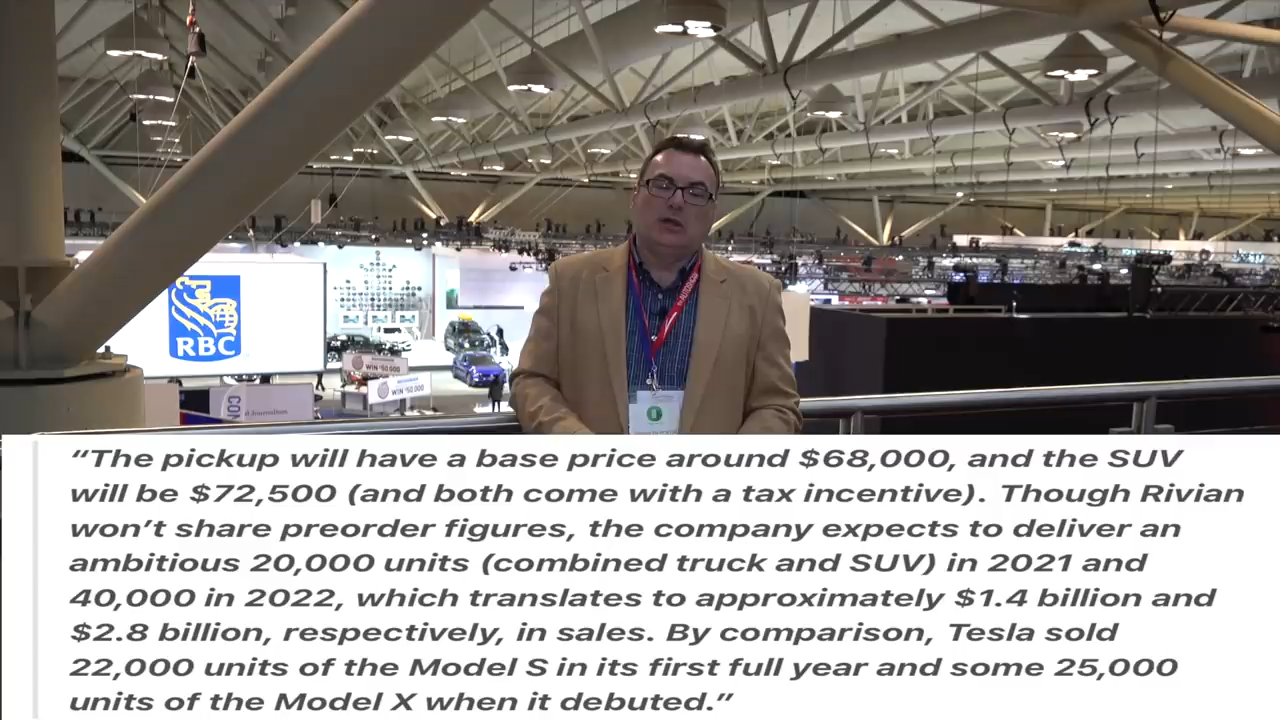 RBC
WIN $50,000
WIN $50,000
CON
AUTOSHOW
“The pickup will have a base price around $68,000, and the SUV
will be $72,500 (and both come with a tax incentive). Though Rivian
won’t share preorder figures, the company expects to deliver an
ambitious 20,000 units (combined truck and SUV) in 2021 and
40,000 in 2022, which translates to approximately $1.4 billion and
$2.8 billion, respectively, in sales. By comparison, Tesla sold
22,000 units of the Model S in its first full year and some 25,000
units of the Model X when it debuted.”